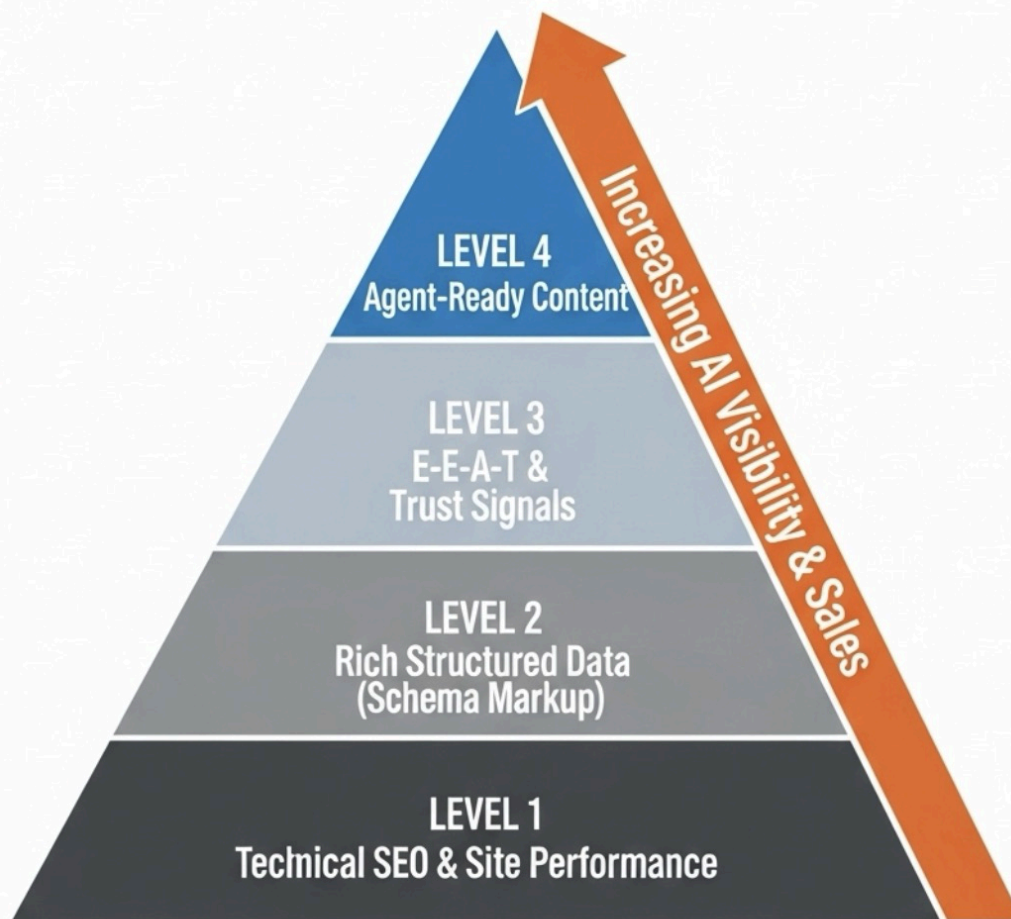 LEVEL 4
Agent-Ready Content
LEVEL 3
E-E-A-T &
Trust Signals
LEVEL 2
Rich Structured Data
(Schema Markup)
LEVEL 1
Technical SEO & Site Performance
Increasing AI Visibility & Sales